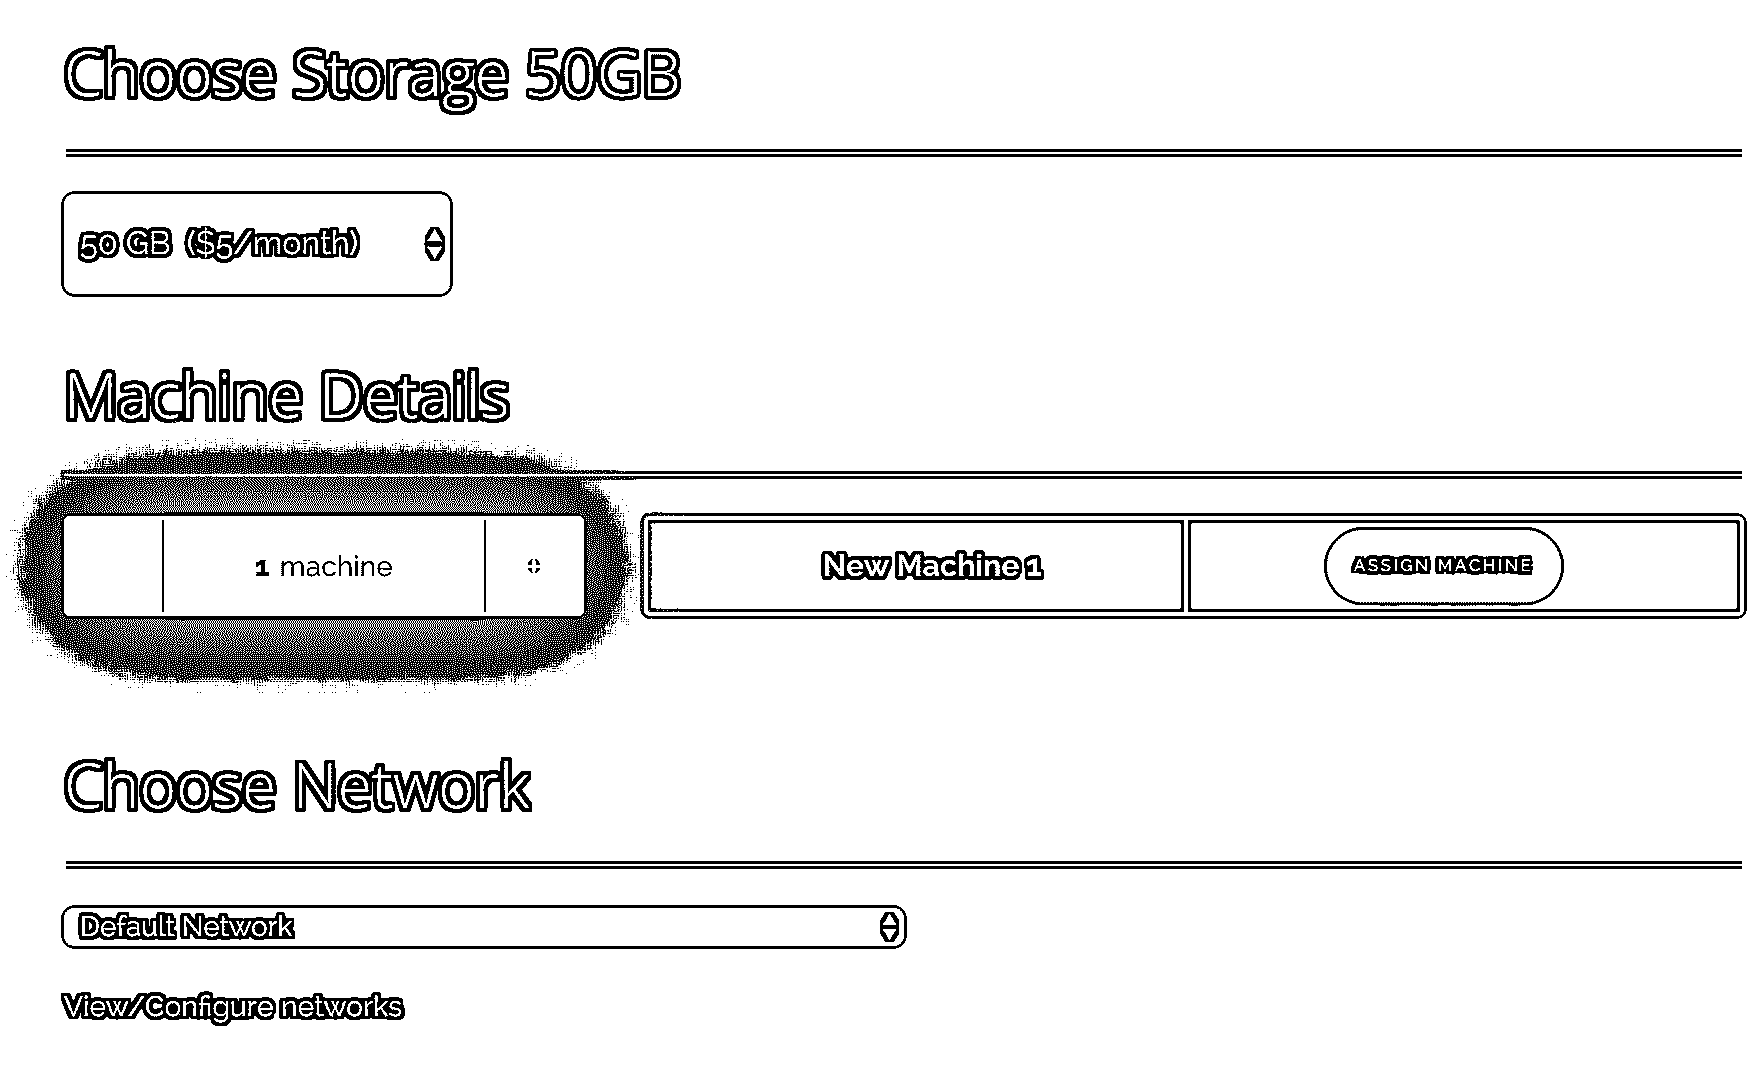 Choose Storage 50GB
50 GB ($5/month)
Machine Details
1 machine +
New Machine 1
ASSIGN MACHINE
Choose Network
Default Network
View/Configure networks